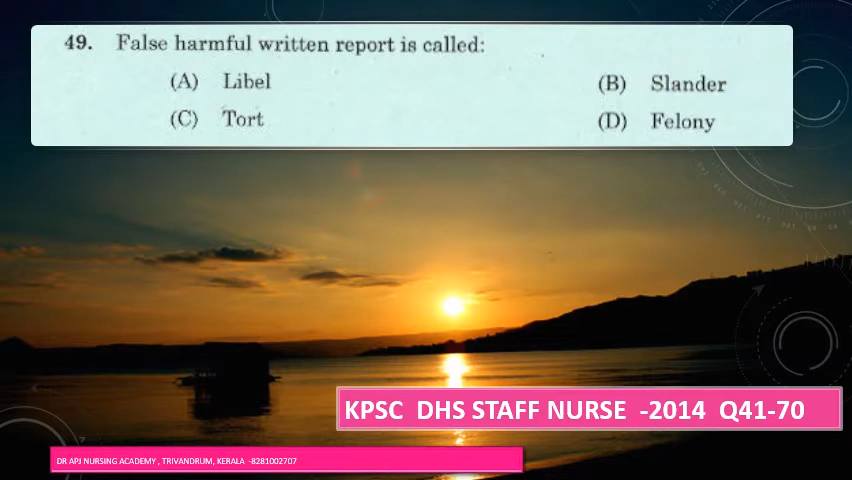 49. False harmful written report is called:
(A) Libel (B) Slander
(C) Tort (D) Felony
KPSC DHS STAFF NURSE -2014 Q41-70
DR APJ NURSING ACADEMY , TRIVANDRUM, KERALA -8281002707